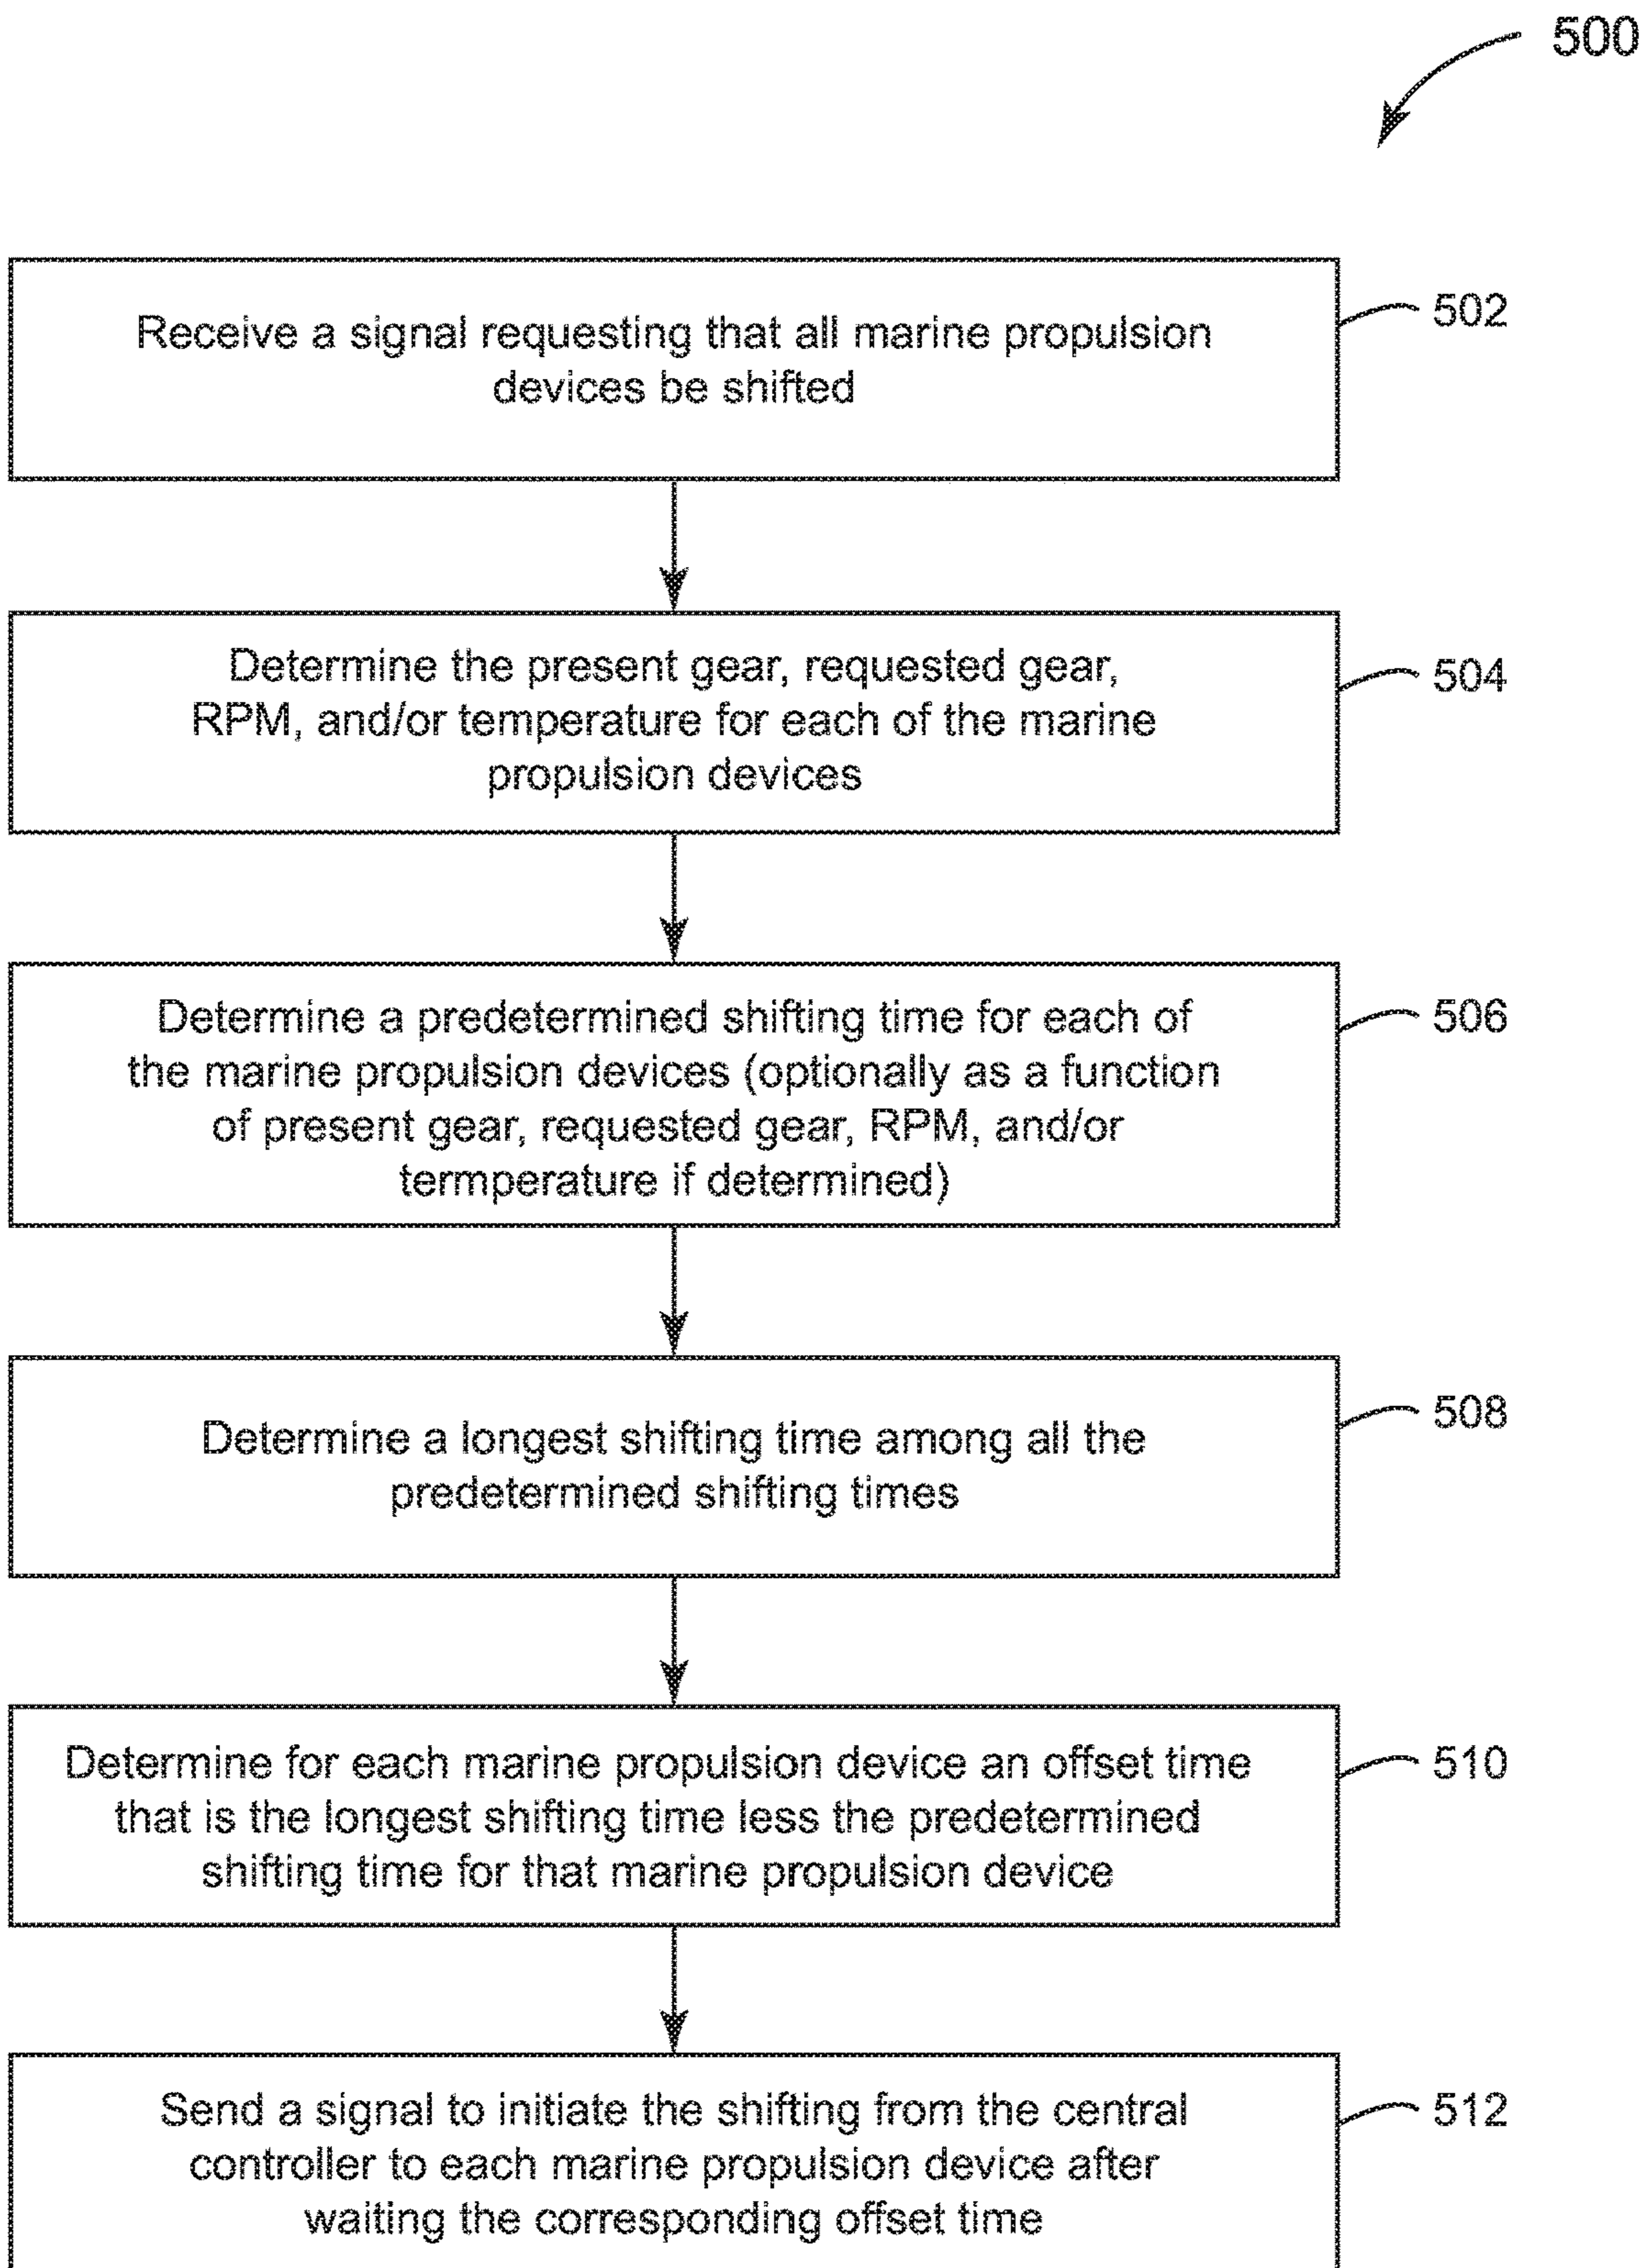 500
Receive a signal requesting that all marine propulsion
devices be shifted
502
Determine the present gear, requested gear,
RPM, and/or temperature for each of the marine
propulsion devices
504
Determine a predetermined shifting time for each of
the marine propulsion devices (optionally as a function
of present gear, requested gear, RPM, and/or
termperature if determined)
506
Determine a longest shifting time among all the
predetermined shifting times
508
Determine for each marine propulsion device an offset time
that is the longest shifting time less the predetermined
shifting time for that marine propulsion device
510
Send a signal to initiate the shifting from the central
controller to each marine propulsion device after
waiting the corresponding offset time
512